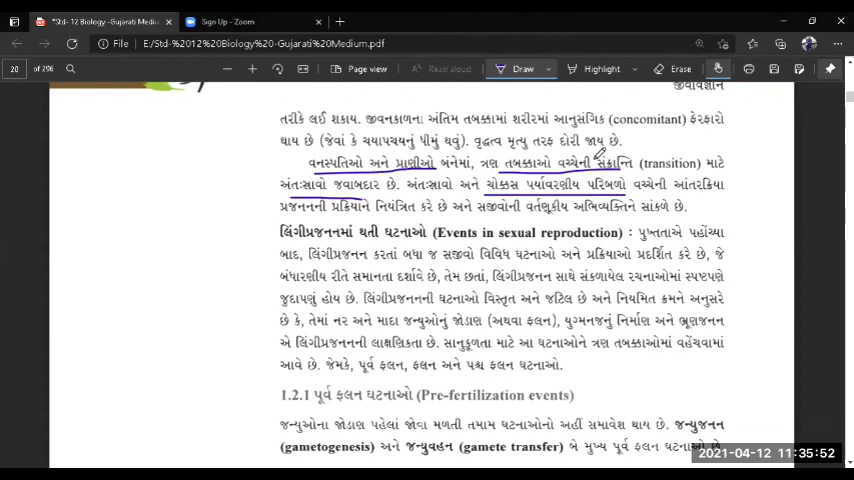 *Std- 12 Biology -Gujarati Mediu
Sign Up - Zoom
File
E:/Std-%2012%20Biology%20-Gujarati%20Medium.pdf
20 of 296
Page view
Read aloud
Draw
Highlight
Erase
જીવવિજ્ઞાન
તરીકે લઈ શકાય. જીવનકાળના અંતિમ તબક્કામાં શરીરમાં આનુસંગિક (concomitant) ફેરફારો
થાય છે (જેવાં કે ચયાપચયનું ધીમું થવું). વૃદ્ધત્વ મૃત્યુ તરફ દોરી જાય છે.
વનસ્પતિઓ અને પ્રાણીઓ બંનેમાં, ત્રણ તબક્કાઓ વચ્ચેની સંક્રાન્તિ (transition) માટે
અંતઃસ્રાવો જવાબદાર છે. અંતઃસ્રાવો અને ચોક્કસ પર્યાવરણીય પરિબળો વચ્ચેની આંતરક્રિયા
પ્રજનનની પ્રક્રિયાને નિયંત્રિત કરે છે અને સજીવોની વર્તણૂકીય અભિવ્યક્તિને સાંકળે છે.
લિંગીપ્રજનનમાં થતી ઘટનાઓ (Events in sexual reproduction) : પુખ્તતાએ પહોંચ્યા
બાદ, લિંગીપ્રજનન કરતાં બધા જ સજીવો વિવિધ ઘટનાઓ અને પ્રક્રિયાઓ પ્રદર્શિત કરે છે, જે
બંધારણીય રીતે સમાનતા દર્શાવે છે, તેમ છતાં, લિંગીપ્રજનન સાથે સંકળાયેલ રચનાઓમાં સ્પષ્ટપણે
જુદાપણું હોય છે. લિંગીપ્રજનનની ઘટનાઓ વિસ્તૃત અને જટિલ છે અને નિયમિત ક્રમને અનુસરે
છે કે, તેમાં નર અને માદા જન્યુઓનું જોડાણ (અથવા ફલન), યુગ્મનજનું નિર્માણ અને ભ્રૂણજનન
એ લિંગીપ્રજનનની લાક્ષણિકતા છે. સાનુકૂળતા માટે આ ઘટનાઓને ત્રણ તબક્કાઓમાં વહેંચવામાં
આવે છે. જેમકે, પૂર્વ ફલન, ફલન અને પશ્ચ ફલન ઘટનાઓ.
1.2.1 પૂર્વ ફલન ઘટનાઓ (Pre-fertilization events)
જન્યુઓના જોડાણ પહેલાં જોવા મળતી તમામ ઘટનાઓનો અહીં સમાવેશ થાય છે. જન્યુજનન
(gametogenesis) અને જન્યુવહન (gamete transfer) બે મુખ્ય પૂર્વ ફલન ઘટનાઓ છે.
2021-04-12 11:35:52